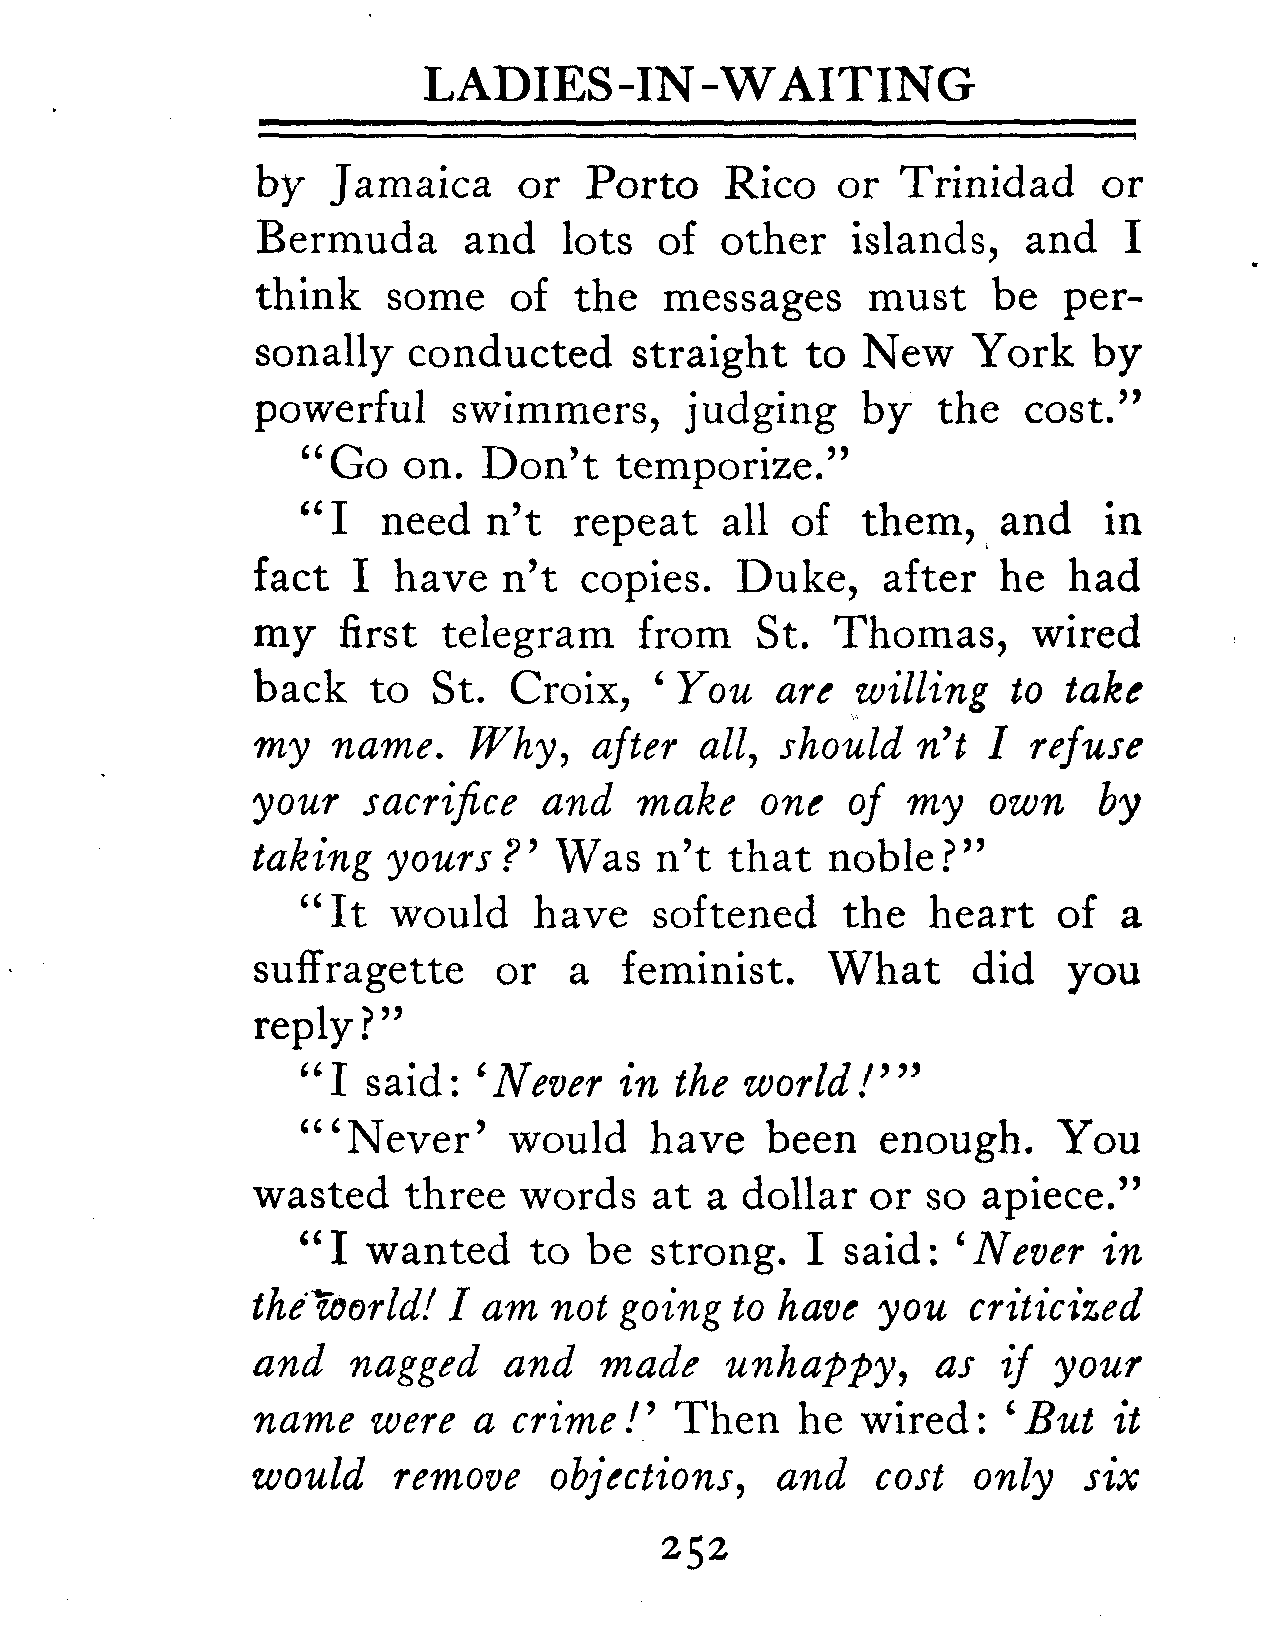 LADIES-IN-WAITING
by Jamaica or Porto Rico or Trinidad or
Bermuda and lots of other islands, and I
think some of the messages must be per-
sonally conducted straight to New York by
powerful swimmers, judging by the cost.”
“Go on. Don’t temporize.”
“I need n’t repeat all of them, and in
fact I have n’t copies. Duke, after he had
my first telegram from St. Thomas, wired
back to St. Croix, ‘You are willing to take
my name. Why, after all, should n’t I refuse
your sacrifice and make one of my own by
taking yours?’ Was n’t that noble?”
“It would have softened the heart of a
suffragette or a feminist. What did you
reply?”
“I said: ‘Never in the world!’”
“‘Never’ would have been enough. You
wasted three words at a dollar or so apiece.”
“I wanted to be strong. I said: ‘Never in
the world! I am not going to have you criticized
and nagged and made unhappy, as if your
name were a crime!’ Then he wired: ‘But it
would remove objections, and cost only six
252